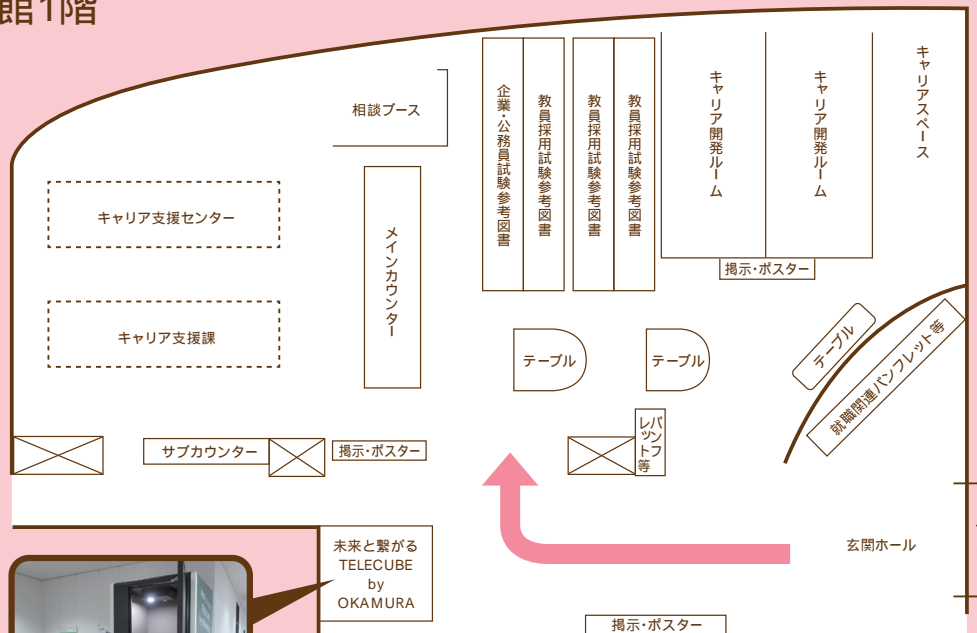 館1階
相談ブース
企業・公務員試験参考図書
教員採用試験参考図書
教員採用試験参考図書
教員採用試験参考図書
キャリア開発ルーム
キャリア開発ルーム
キャリアスペース
キャリア支援センター
メインカウンター
掲示・ポスター
キャリア支援課
テーブル
テーブル
テーブル
就職関連パンフレット等
サブカウンター
掲示・ポスター
パンフ
レット
等
玄関ホール
未来と繋がる
TELECUBE
by
OKAMURA
掲示・ポスター